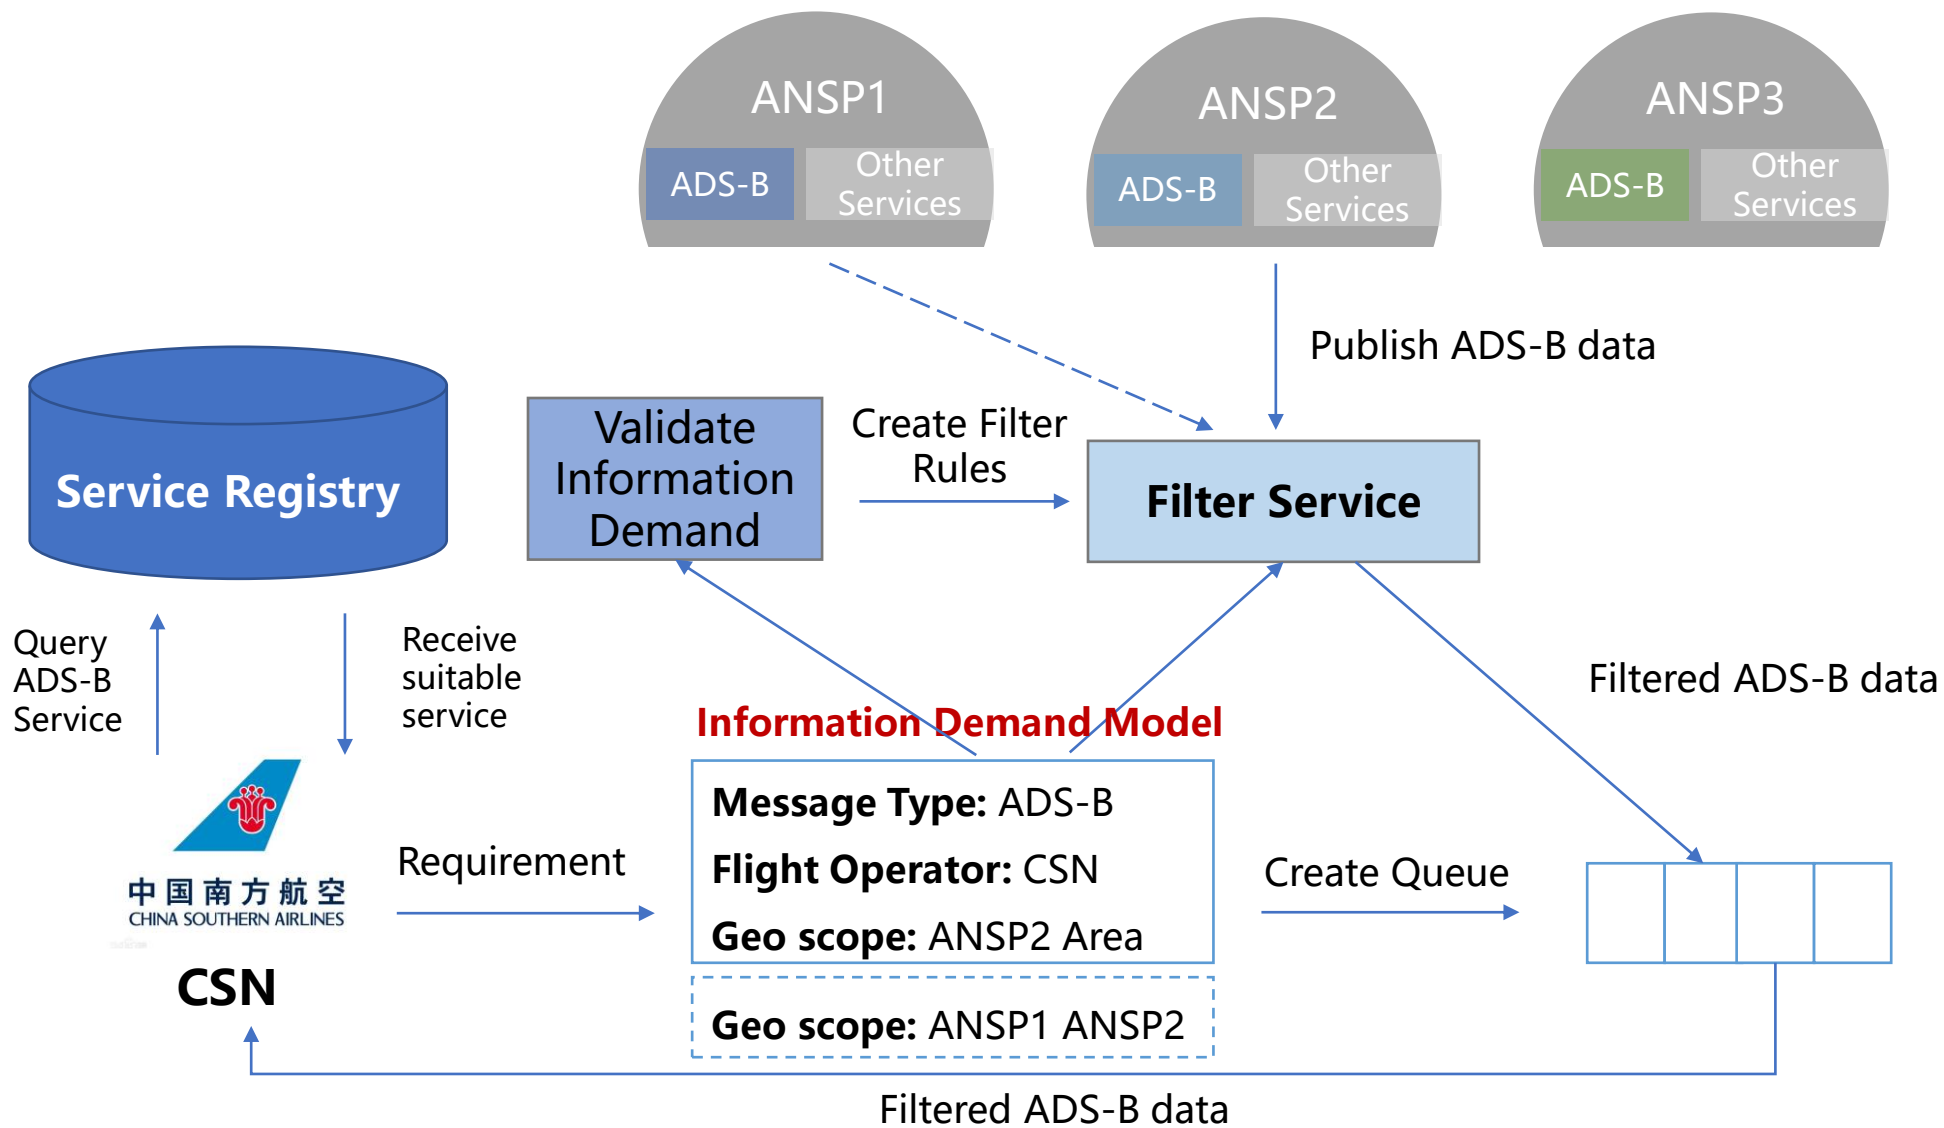 ANSP1
ADS-B
Other
Services
ANSP2
ADS-B
Other
Services
ANSP3
ADS-B
Other
Services
Publish ADS-B data
Service Registry
Validate
Information
Demand
Create Filter
Rules
Filter Service
Query
ADS-B
Service
Receive
suitable
service
Filtered ADS-B data
Information Demand Model
中国南方航空
CHINA SOUTHERN AIRLINES
CSN
Requirement
Message Type: ADS-B
Flight Operator: CSN
Geo scope: ANSP2 Area
Geo scope: ANSP1 ANSP2
Create Queue
Filtered ADS-B data